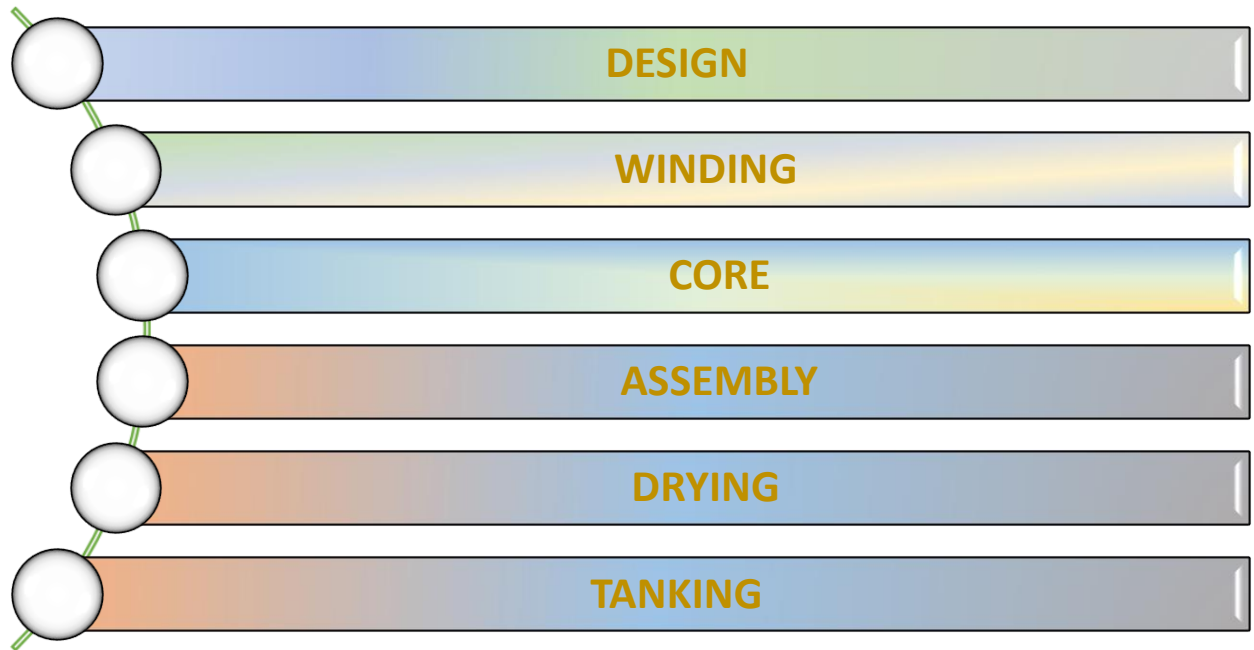 DESIGN
WINDING
CORE
ASSEMBLY
DRYING
TANKING